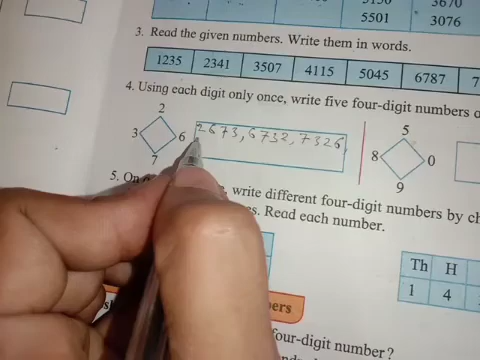 3150 3670
5501 3076
3. Read the given numbers. Write them in words.
1235 2341 3507 4115 5045 6787 7
4. Using each digit only once, write five four-digit numbers
2 3 6 7
2673, 6732, 7326,
5 8 0 9
5. On
, write different four-digit numbers by
Read each number.
Th H
1 4
four-digit number?